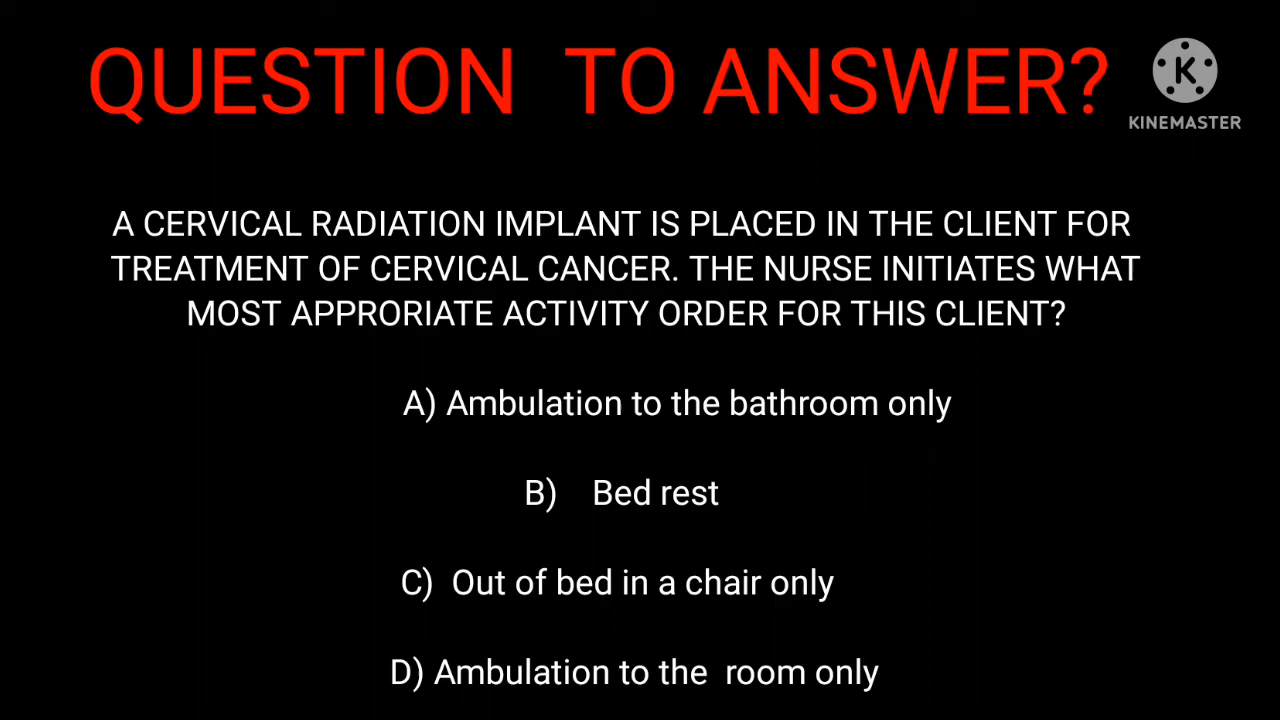 QUESTION TO ANSWER?
KINEMASTER
A CERVICAL RADIATION IMPLANT IS PLACED IN THE CLIENT FOR
TREATMENT OF CERVICAL CANCER. THE NURSE INITIATES WHAT
MOST APPRORIATE ACTIVITY ORDER FOR THIS CLIENT?
A) Ambulation to the bathroom only
B) Bed rest
C) Out of bed in a chair only
D) Ambulation to the room only